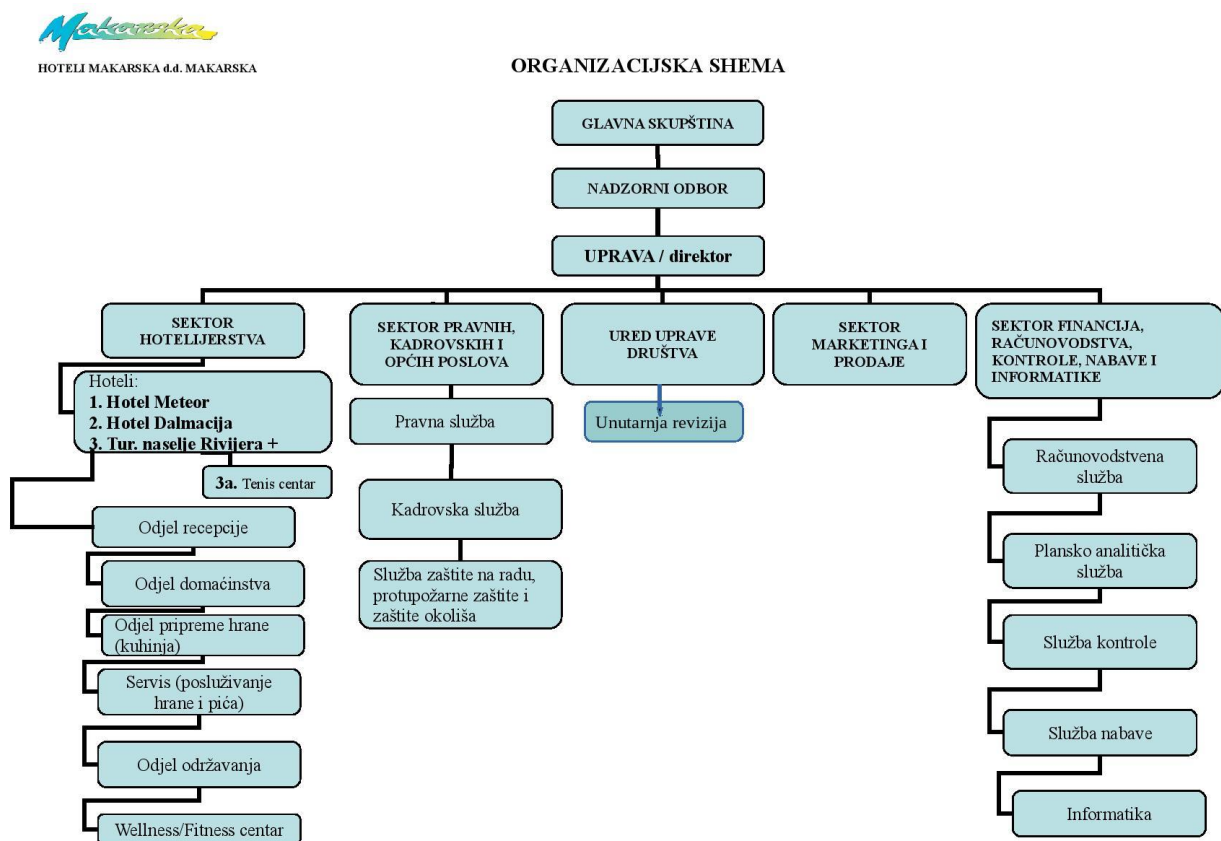 Makarska
HOTELI MAKARSKA d.d. MAKARSKA
ORGANIZACIJSKA SHEMA
GLAVNA SKUPŠTINA
NADZORNI ODBOR
UPRAVA / direktor
SEKTOR
HOTELIJERSTVA
SEKTOR PRAVNIH,
KADROVSKIH I
OPĆIH POSLOVA
URED UPRAVE
DRUŠTVA
SEKTOR
MARKETINGA I
PRODAJE
SEKTOR FINANCIJA,
RAČUNOVODSTVA,
KONTROLE, NABAVE I
INFORMATIKE
Hoteli:
1. Hotel Meteor
2. Hotel Dalmacija
3. Tur. naselje Rivijera +
3a. Tenis centar
Odjel recepcije
Odjel domaćinstva
Odjel pripreme hrane
(kuhinja)
Servis (posluživanje
hrane i pića)
Odjel održavanja
Wellness/Fitness centar
Pravna služba
Kadrovska služba
Služba zaštite na radu,
protupožarne zaštite i
zaštite okoliša
Unutarnja revizija
Računovodstvena
služba
Plansko analitička
služba
Služba kontrole
Služba nabave
Informatika